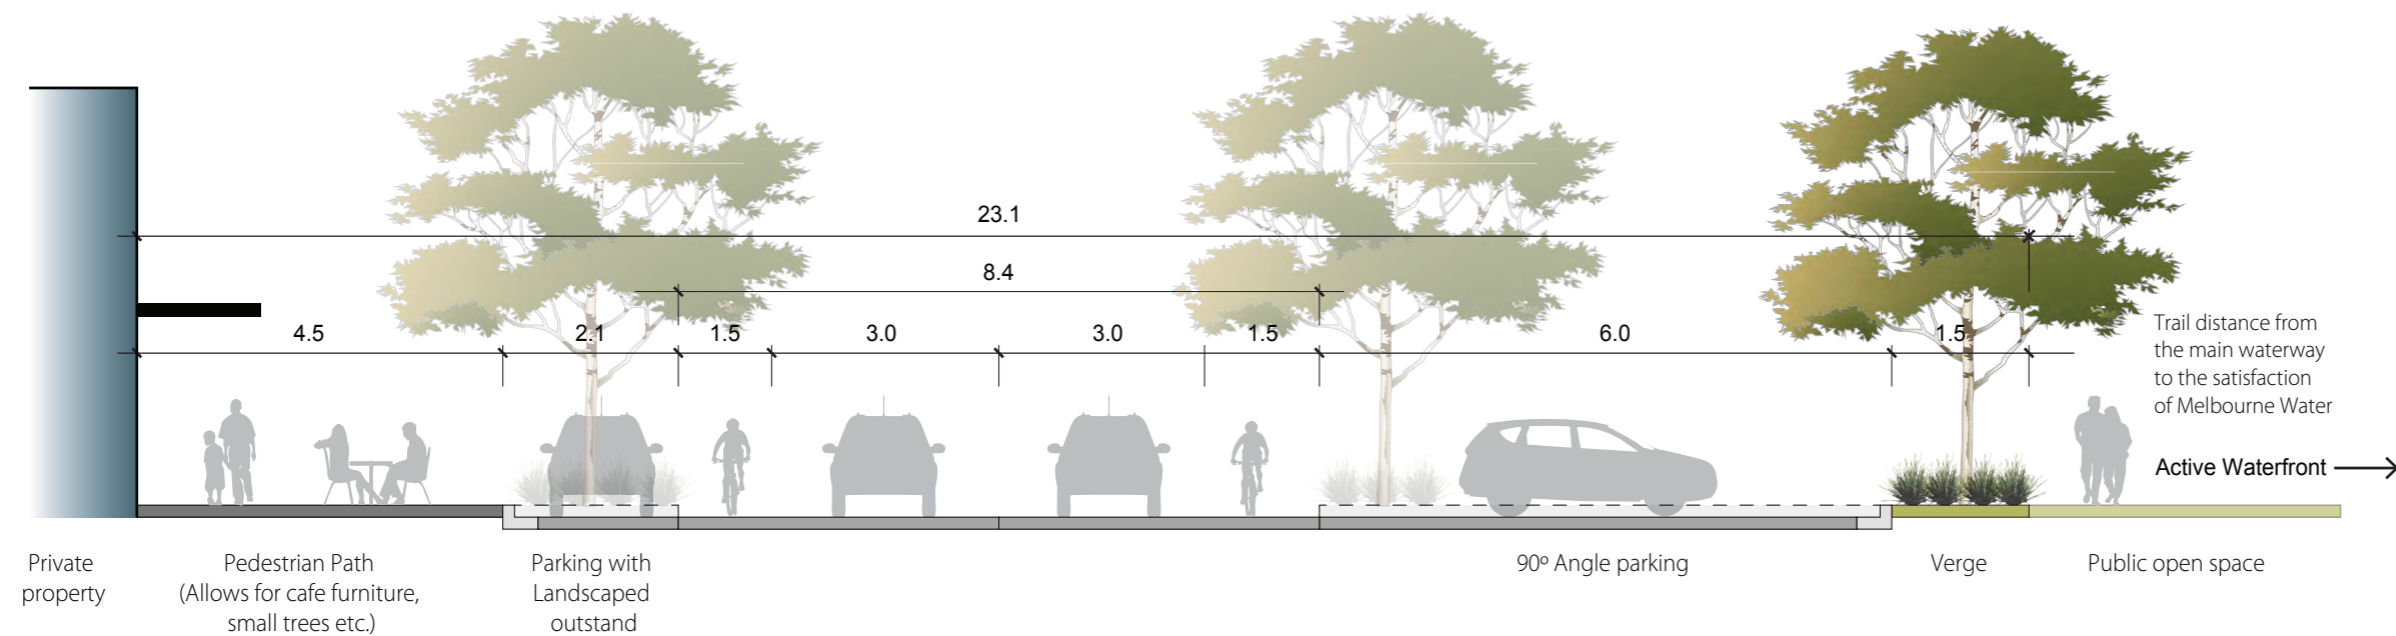 23.1
8.4
4.5
2.1
1.5
3.0
3.0
1.5
6.0
1.5
Trail distance from
the main waterway
to the satisfaction
of Melbourne Water
Active Waterfront
Private
property
Pedestrian Path
(Allows for cafe furniture,
small trees etc.)
Parking with
Landscaped
outstand
90º Angle parking
Verge
Public open space